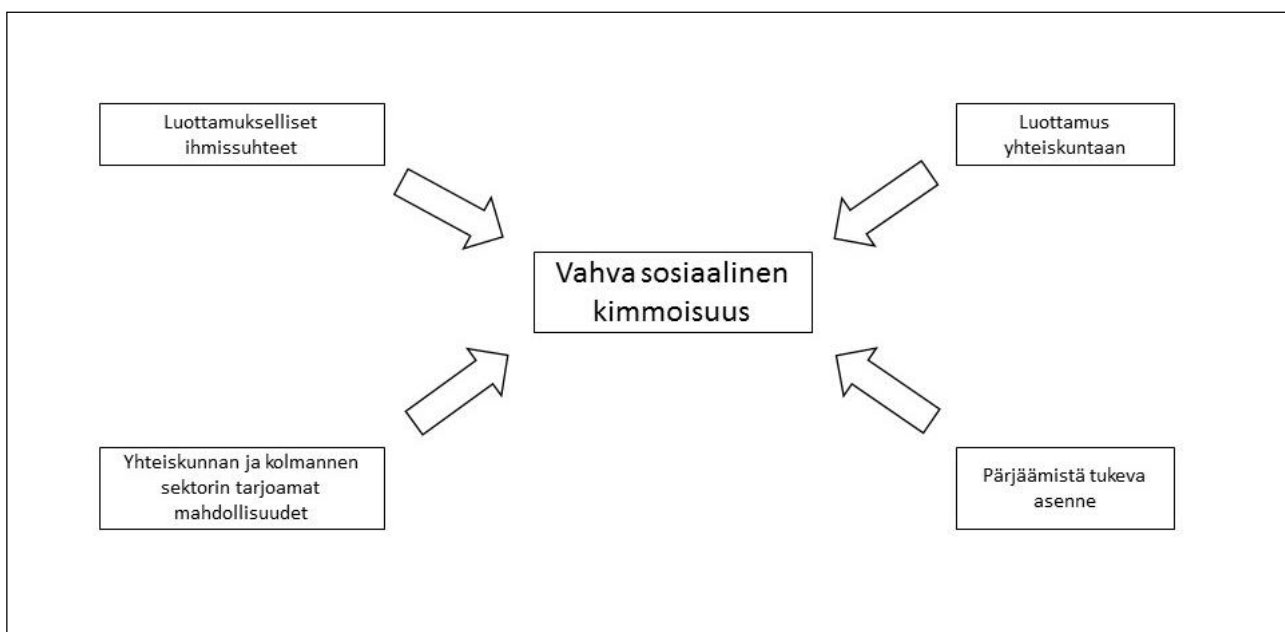 Luottamukselliset
ihmissuhteet
Luottamus
yhteiskuntaan
Vahva sosiaalinen
kimmoisuus
Yhteiskunnan ja kolmannen
sektorin tarjoamat
mahdollisuudet
Pärjäämistä tukeva
asenne